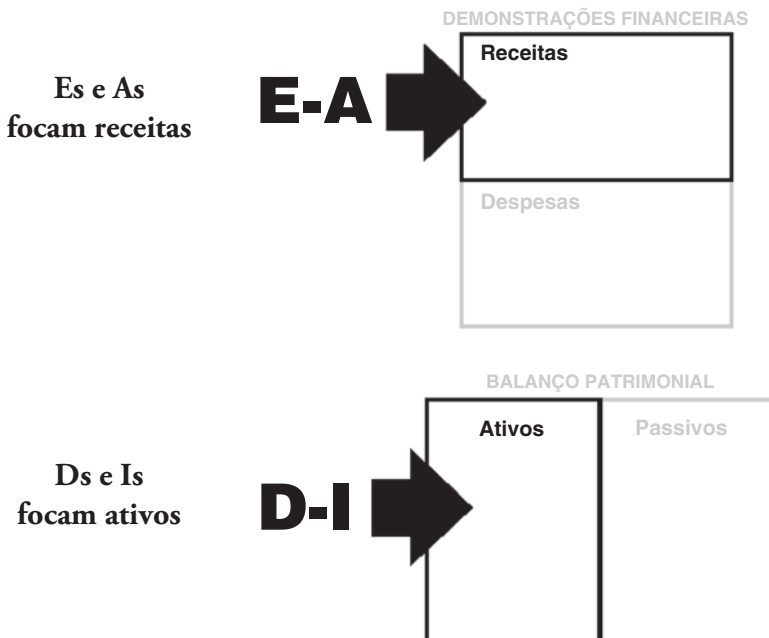 DEMONSTRAÇÕES FINANCEIRAS
Receitas
Es e As
focam receitas
E-A
Despesas
BALANÇO PATRIMONIAL
Ativos
Passivos
Ds e Is
focam ativos
D-I